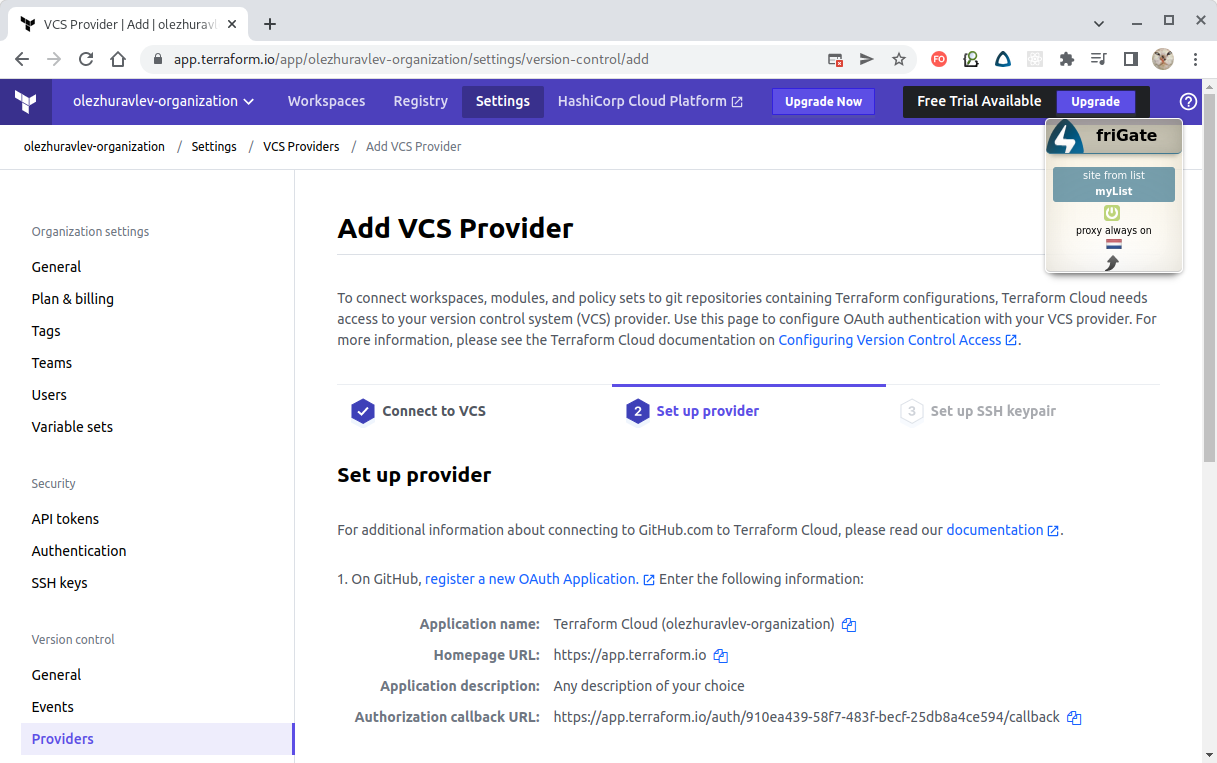 VCS Provider | Add | olezhuravl
app.terraform.io/app/olezhuravlev-organization/settings/version-control/add
FO
olezhuravlev-organization
Workspaces
Registry
Settings
HashiCorp Cloud Platform
Upgrade Now
Free Trial Available
Upgrade
olezhuravlev-organization / Settings / VCS Providers / Add VCS Provider
friGate
site from list
myList
proxy always on
Organization settings
General
Plan & billing
Tags
Teams
Users
Variable sets
Security
API tokens
Authentication
SSH keys
Version control
General
Events
Providers
Add VCS Provider
To connect workspaces, modules, and policy sets to git repositories containing Terraform configurations, Terraform Cloud needs
access to your version control system (VCS) provider. Use this page to configure OAuth authentication with your VCS provider. For
more information, please see the Terraform Cloud documentation on Configuring Version Control Access.
Connect to VCS
2 Set up provider
3 Set up SSH keypair
Set up provider
For additional information about connecting to GitHub.com to Terraform Cloud, please read our documentation.
1. On GitHub, register a new OAuth Application. Enter the following information:
Application name: Terraform Cloud (olezhuravlev-organization)
Homepage URL: https://app.terraform.io
Application description: Any description of your choice
Authorization callback URL: https://app.terraform.io/auth/910ea439-58f7-483f-becf-25db8a4ce594/callback